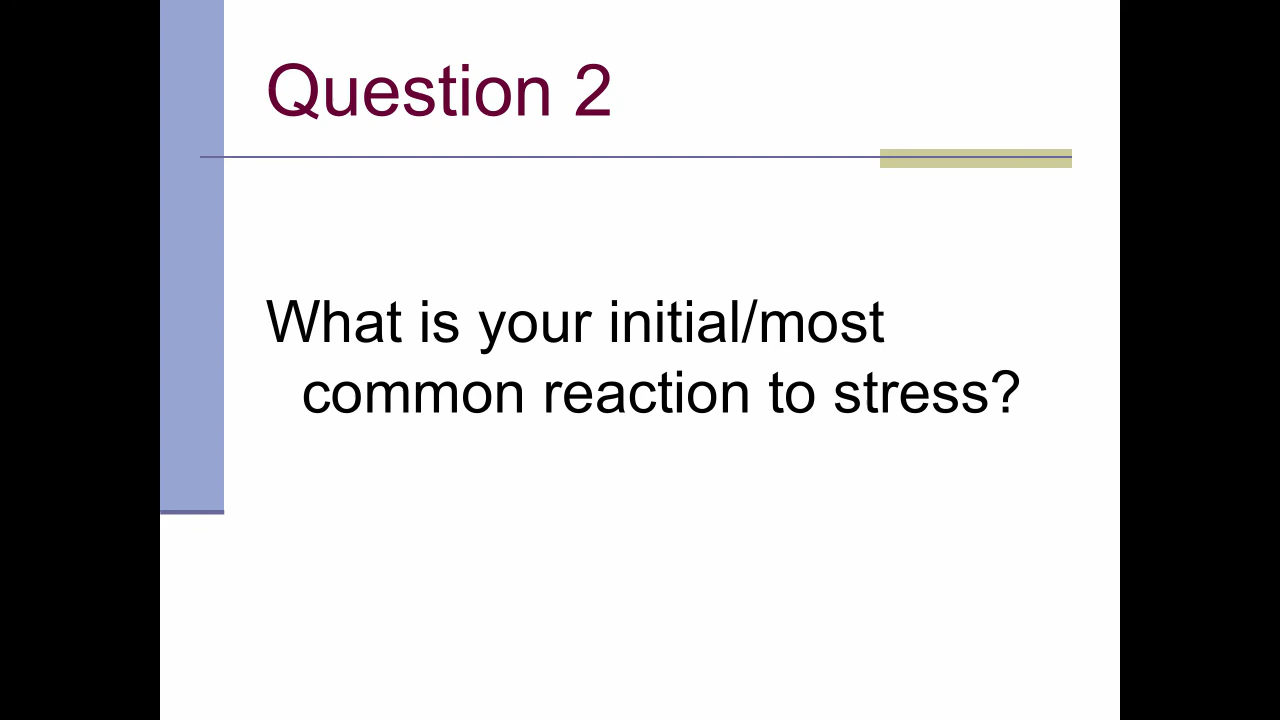 Question 2
What is your initial/most
common reaction to stress?